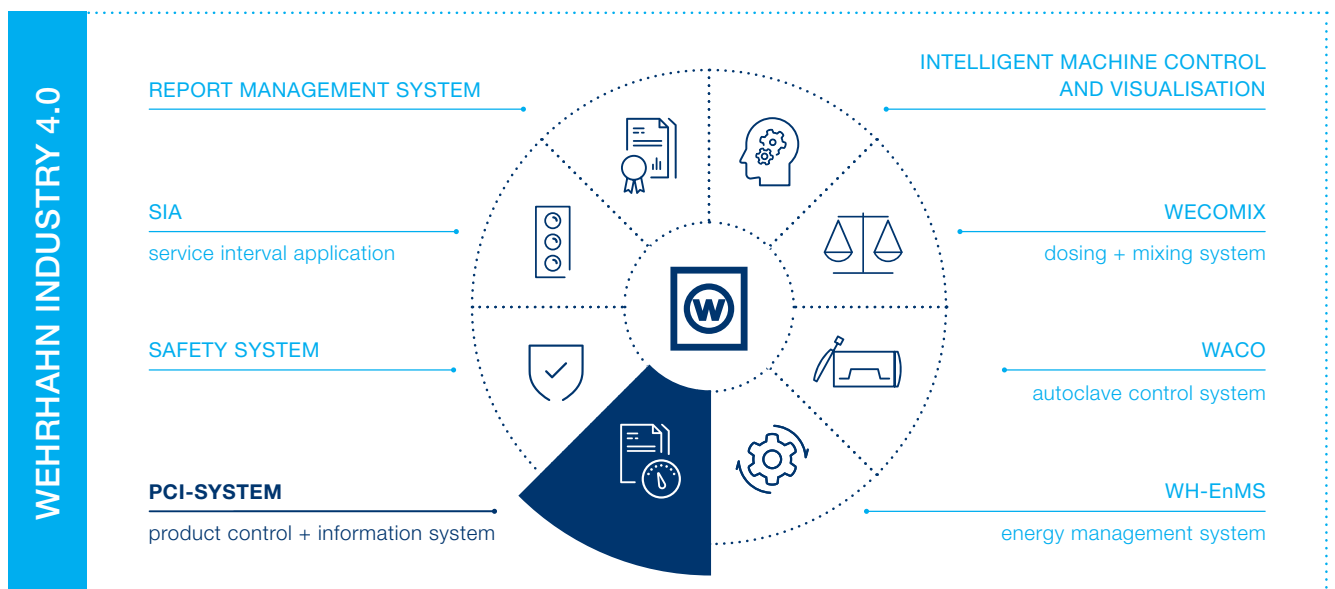 WEHRHAHN INDUSTRY 4.0
REPORT MANAGEMENT SYSTEM
SIA
service interval application
SAFETY SYSTEM
PCI-SYSTEM
product control + information system
W
INTELLIGENT MACHINE CONTROL
AND VISUALISATION
WECOMIX
dosing + mixing system
WACO
autoclave control system
WH-EnMS
energy management system